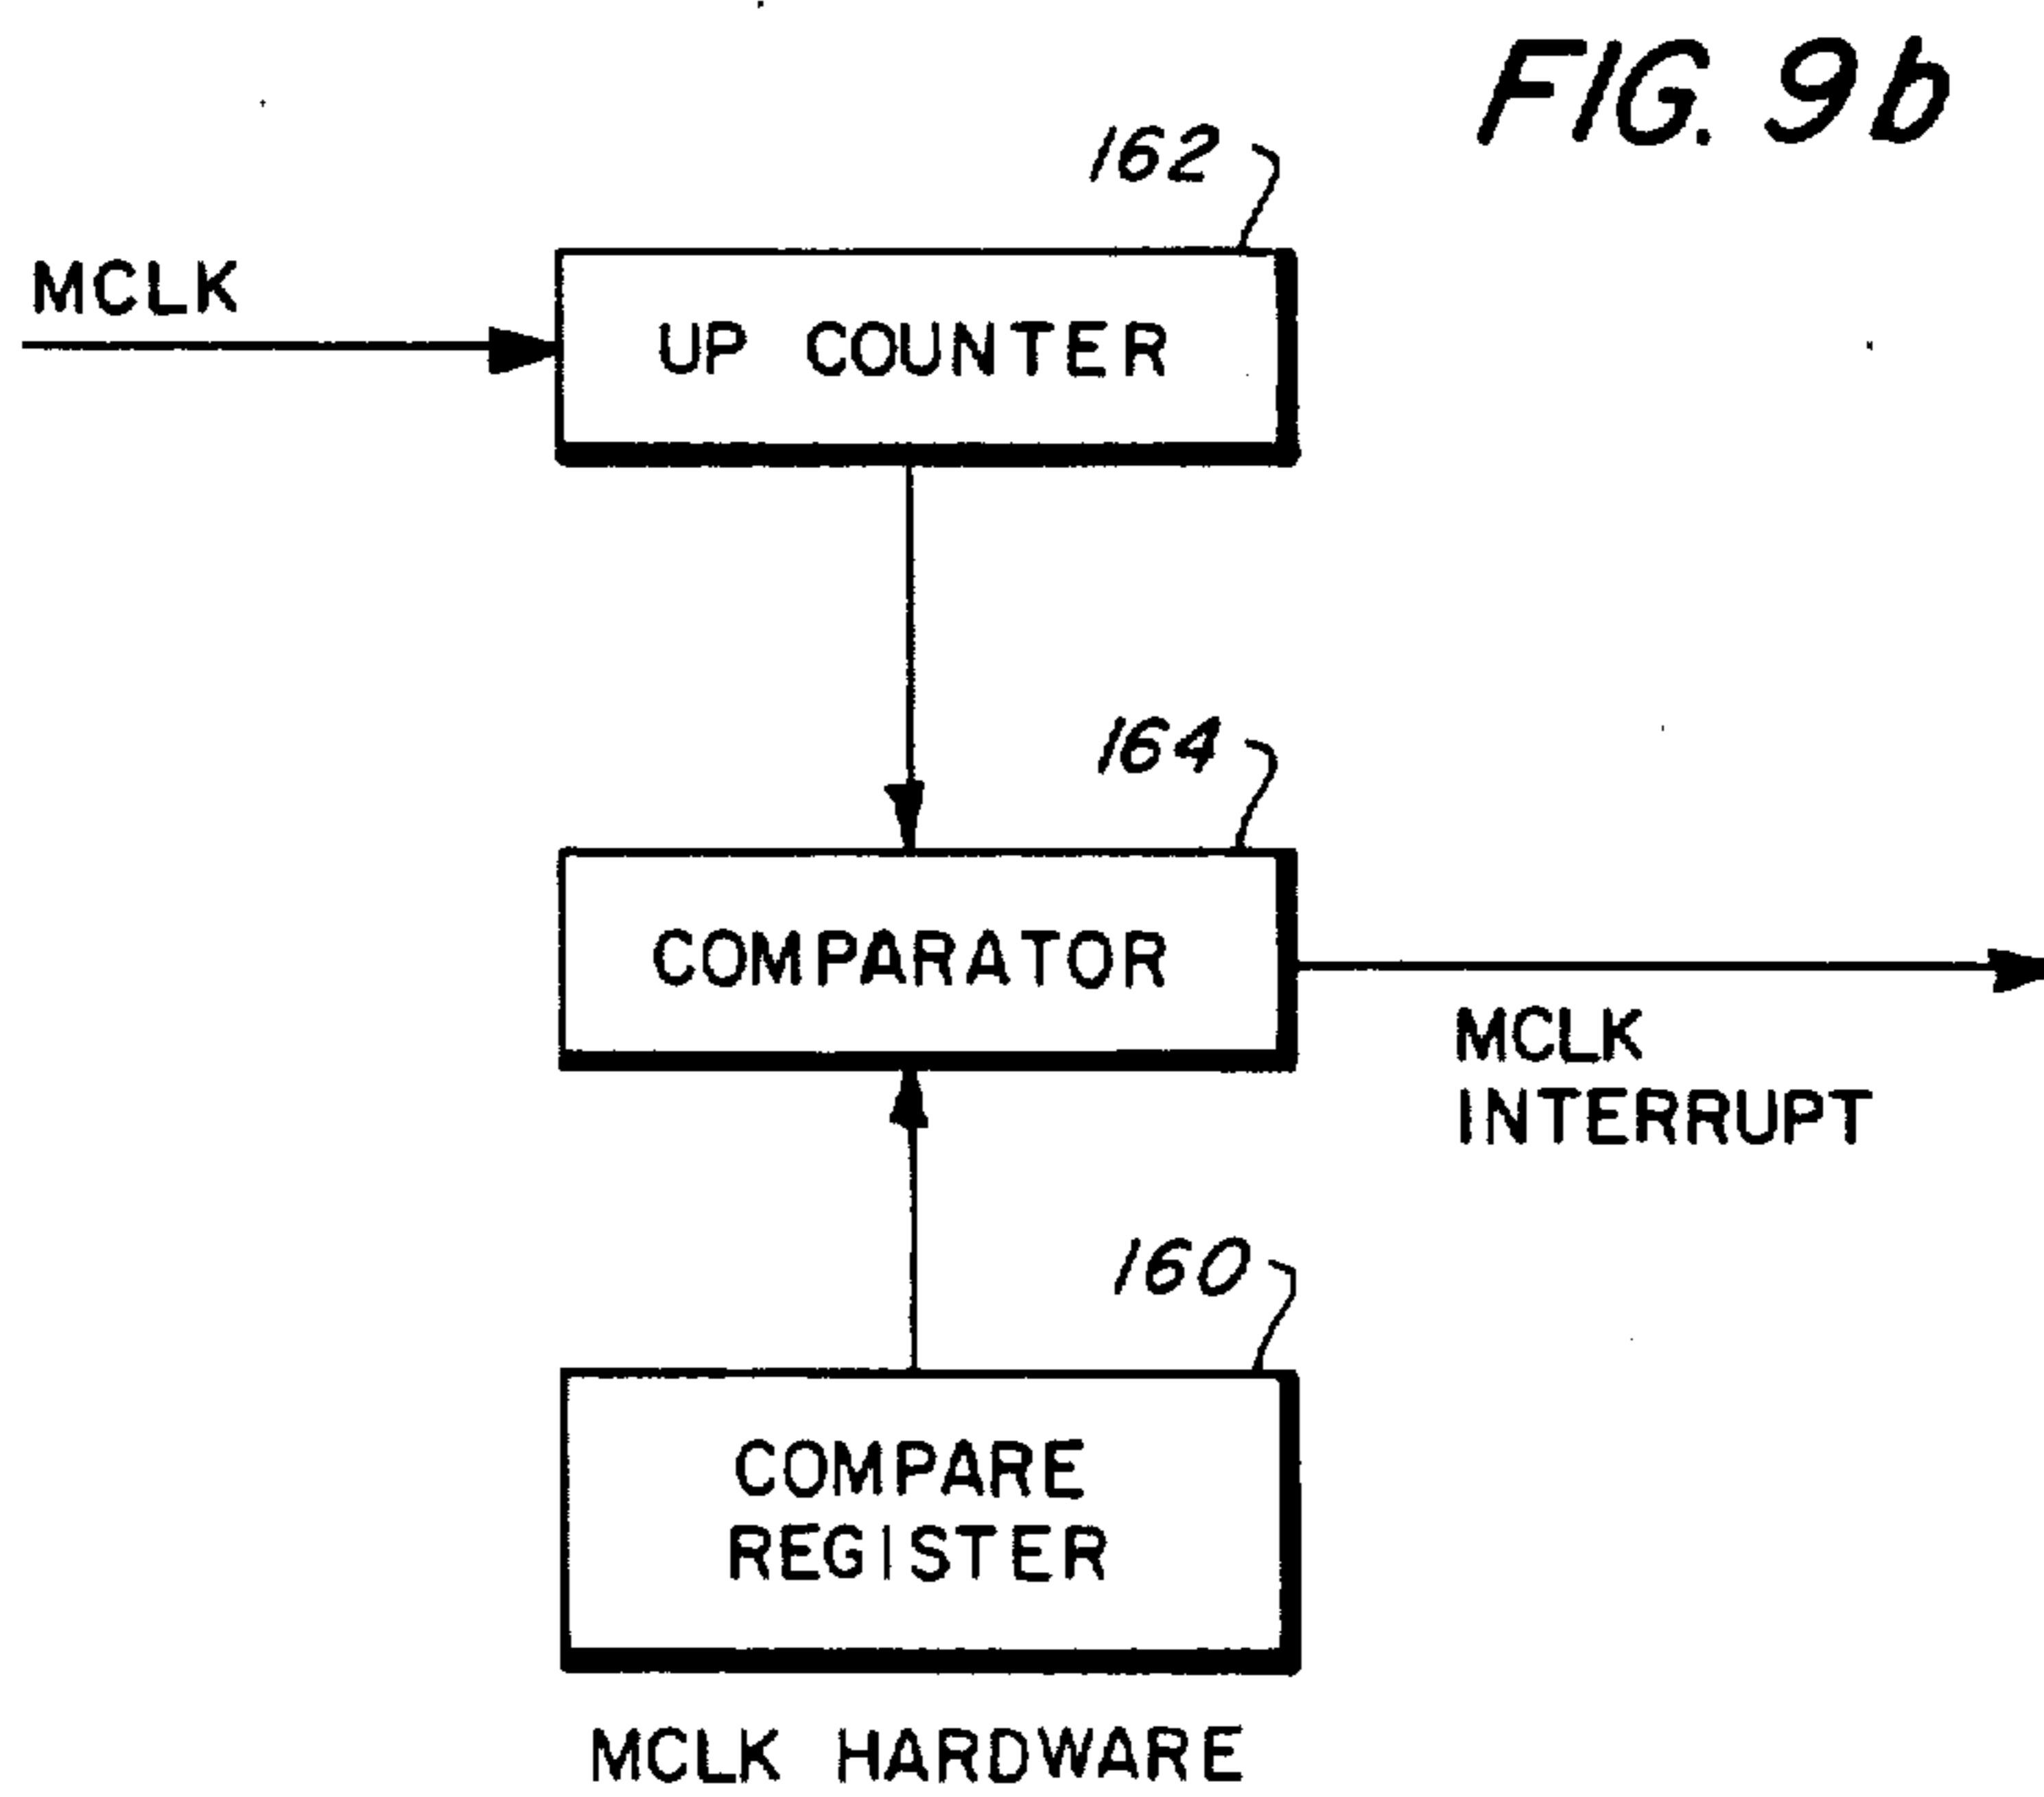 FIG. 9b
162
MCLK
UP COUNTER
164
COMPARATOR
MCLK
INTERRUPT
160
COMPARE
REGISTER
MCLK HARDWARE